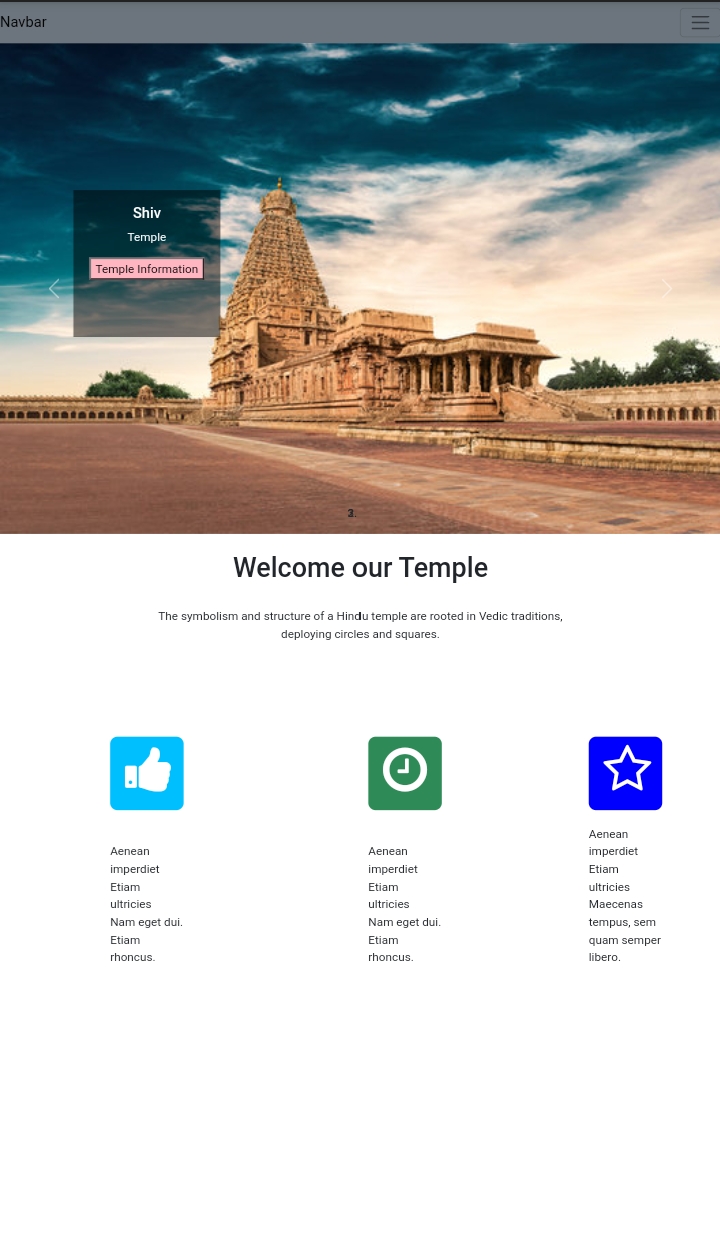 Navbar
Shiv
Temple
Temple Information
Welcome our Temple
The symbolism and structure of a Hindu temple are rooted in Vedic traditions,
deploying circles and squares.
Aenean
imperdiet
Etiam
ultricies
Nam eget dui.
Etiam
rhoncus.
Aenean
imperdiet
Etiam
ultricies
Nam eget dui.
Etiam
rhoncus.
Aenean
imperdiet
Etiam
ultricies
Maecenas
tempus, sem
quam semper
libero.